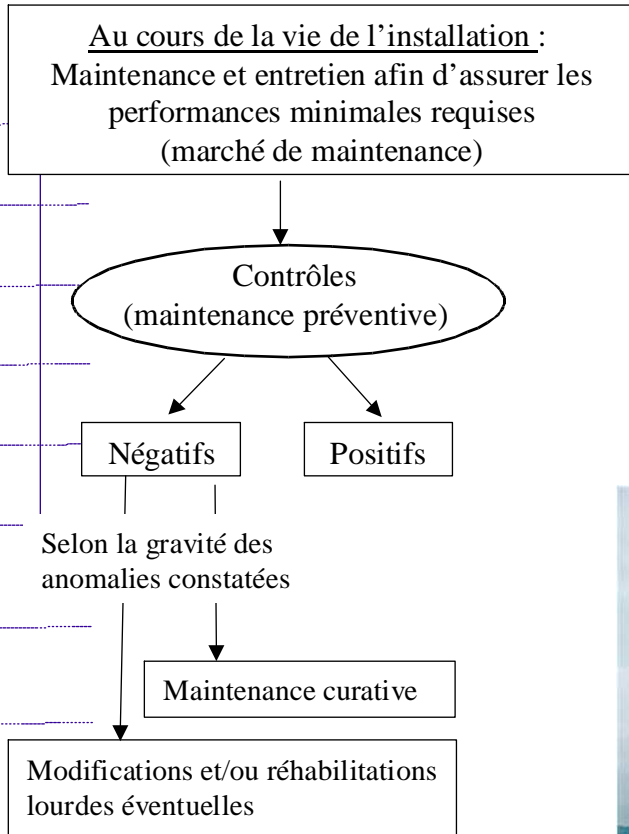 Au cours de la vie de l’installation :
Maintenance et entretien afin d’assurer les
performances minimales requises
(marché de maintenance)
Contrôles
(maintenance préventive)
Négatifs
Positifs
Selon la gravité des
anomalies constatées
Maintenance curative
Modifications et/ou réhabilitations
lourdes éventuelles